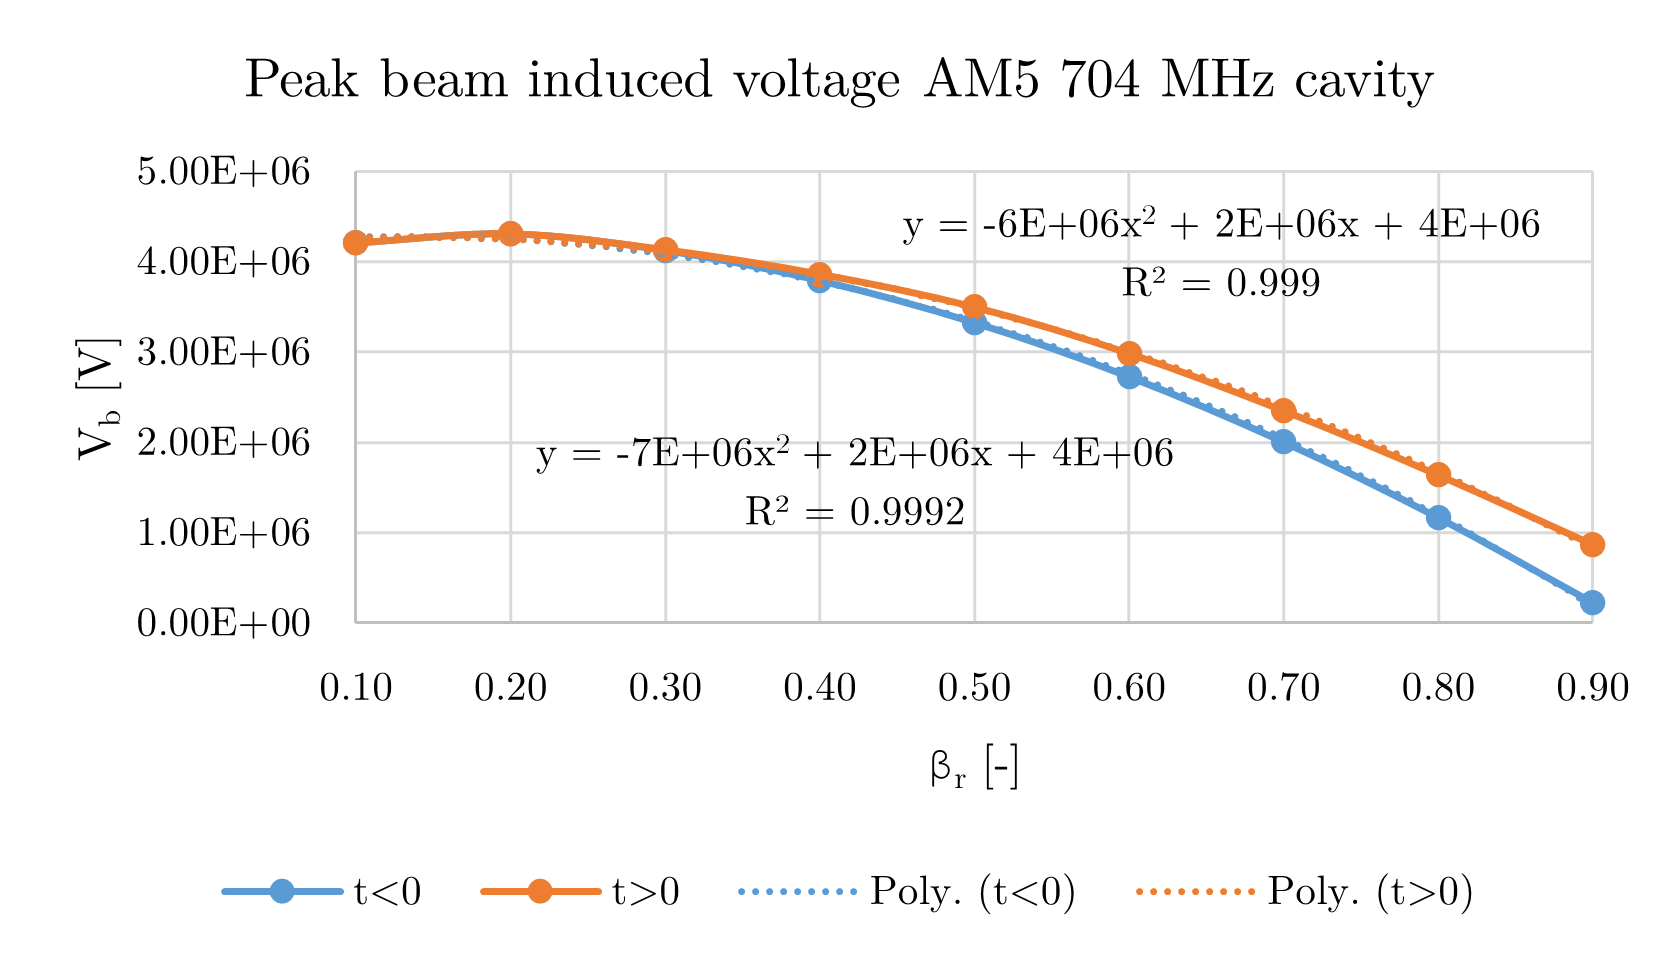 Peak beam induced voltage AM5 704 MHz cavity
5.00E+06
4.00E+06
3.00E+06
2.00E+06
1.00E+06
0.00E+00
V_b [V]
y = -6E+06x² + 2E+06x + 4E+06
R² = 0.999
y = -7E+06x² + 2E+06x + 4E+06
R² = 0.9992
0.10 0.20 0.30 0.40 0.50 0.60 0.70 0.80 0.90
β_r [-]
t<0 t>0 Poly. (t<0) Poly. (t>0)